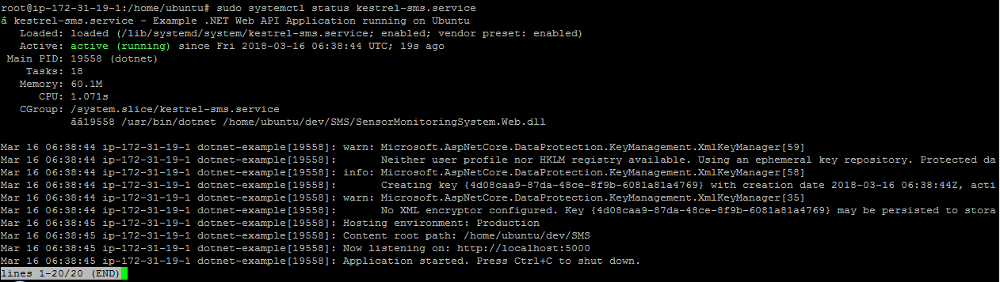 root@ip-172-31-19-1:/home/ubuntu# sudo systemctl status kestrel-sms.service
â kestrel-sms.service - Example .NET Web API Application running on Ubuntu
   Loaded: loaded (/lib/systemd/system/kestrel-sms.service; enabled; vendor preset: enabled)
   Active: active (running) since Fri 2018-03-16 06:38:44 UTC; 19s ago
 Main PID: 19558 (dotnet)
    Tasks: 18
   Memory: 60.1M
      CPU: 1.071s
   CGroup: /system.slice/kestrel-sms.service
           ââ19558 /usr/bin/dotnet /home/ubuntu/dev/SMS/SensorMonitoringSystem.Web.dll
Mar 16 06:38:44 ip-172-31-19-1 dotnet-example[19558]: warn: Microsoft.AspNetCore.DataProtection.KeyManagement.XmlKeyManager[59]
Mar 16 06:38:44 ip-172-31-19-1 dotnet-example[19558]:       Neither user profile nor HKLM registry available. Using an ephemeral key repository. Protected da
Mar 16 06:38:44 ip-172-31-19-1 dotnet-example[19558]: info: Microsoft.AspNetCore.DataProtection.KeyManagement.XmlKeyManager[58]
Mar 16 06:38:44 ip-172-31-19-1 dotnet-example[19558]:       Creating key {4d08caa9-87da-48ce-8f9b-6081a81a4769} with creation date 2018-03-16 06:38:44Z, acti
Mar 16 06:38:44 ip-172-31-19-1 dotnet-example[19558]: warn: Microsoft.AspNetCore.DataProtection.KeyManagement.XmlKeyManager[35]
Mar 16 06:38:44 ip-172-31-19-1 dotnet-example[19558]:       No XML encryptor configured. Key {4d08caa9-87da-48ce-8f9b-6081a81a4769} may be persisted to stora
Mar 16 06:38:45 ip-172-31-19-1 dotnet-example[19558]: Hosting environment: Production
Mar 16 06:38:45 ip-172-31-19-1 dotnet-example[19558]: Content root path: /home/ubuntu/dev/SMS
Mar 16 06:38:45 ip-172-31-19-1 dotnet-example[19558]: Now listening on: http://localhost:5000
Mar 16 06:38:45 ip-172-31-19-1 dotnet-example[19558]: Application started. Press Ctrl+C to shut down.
lines 1-20/20 (END)